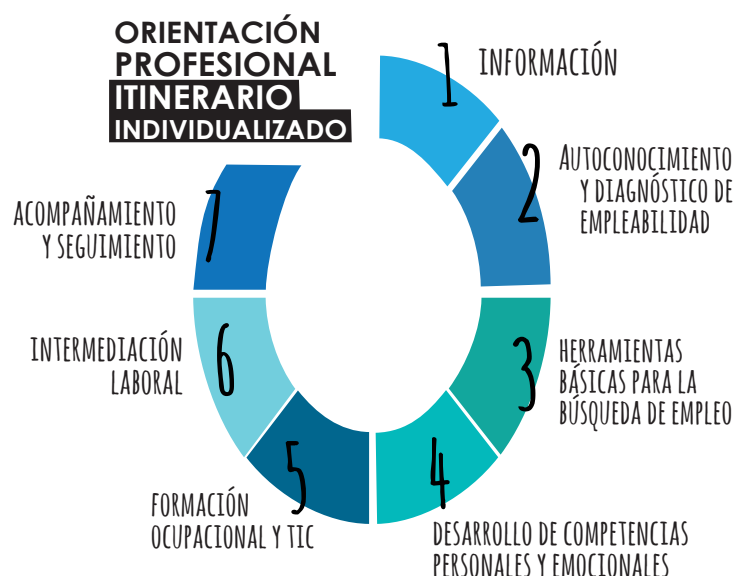 ORIENTACIÓN
PROFESIONAL
ITINERARIO
INDIVIDUALIZADO
1
INFORMACIÓN
2
AUTOCONOCIMIENTO
Y DIAGNÓSTICO DE
EMPLEABILIDAD
3
HERRAMIENTAS
BÁSICAS PARA LA
BÚSQUEDA DE EMPLEO
4
DESARROLLO DE COMPETENCIAS
PERSONALES Y EMOCIONALES
5
FORMACIÓN
OCUPACIONAL Y TIC
6
INTERMEDIACIÓN
LABORAL
7
ACOMPAÑAMIENTO
Y SEGUIMIENTO